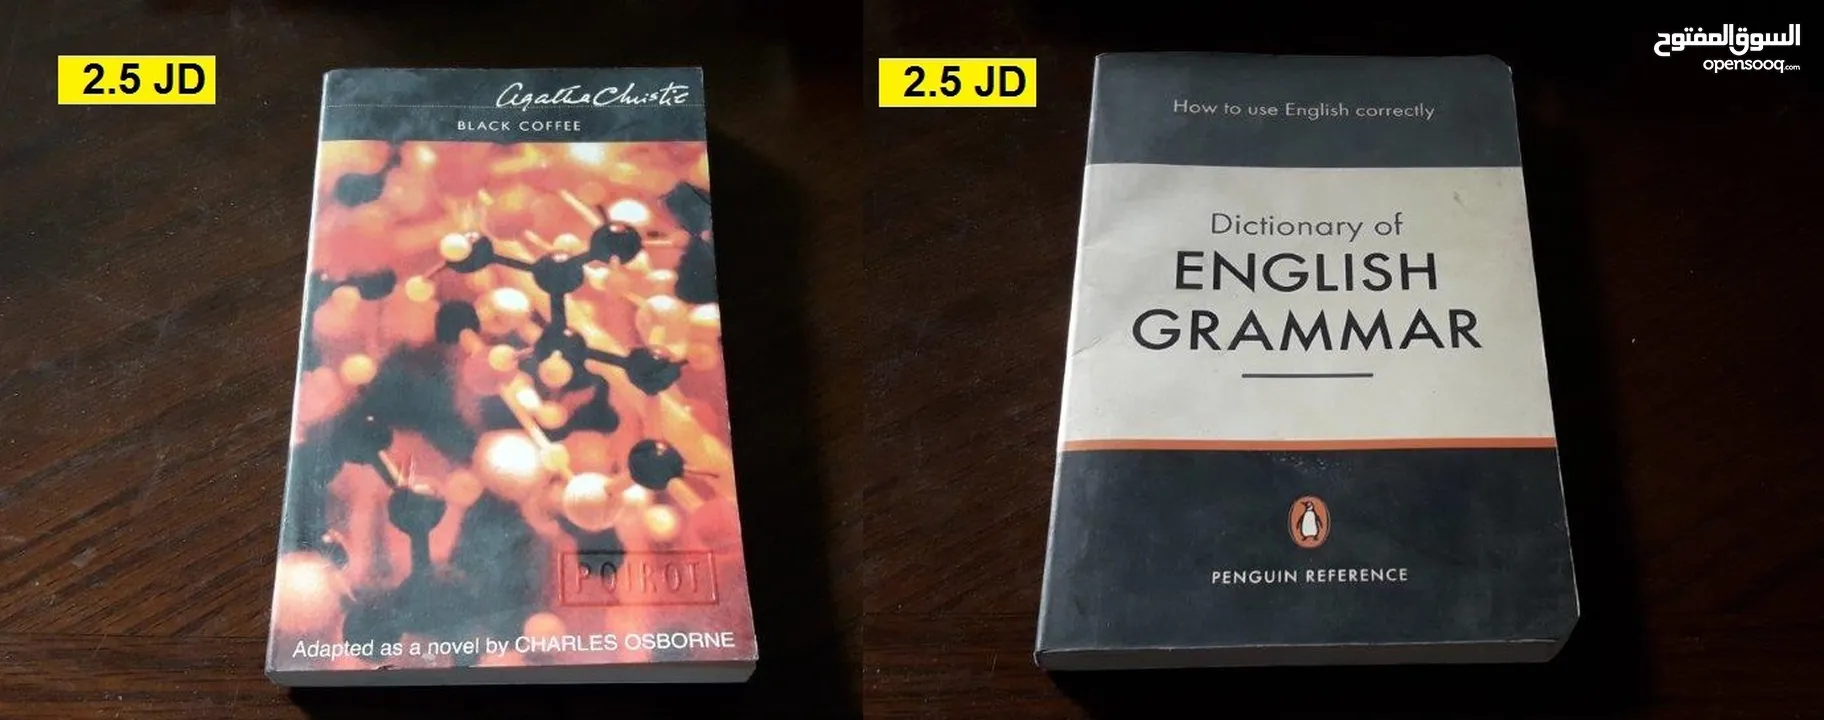 2.5 JD
Agatha Christie
BLACK COFFEE
POIROT
Adapted as a novel by CHARLES OSBORNE
2.5 JD
السوق المفتوح
opensooq.com
How to use English correctly
Dictionary of
ENGLISH
GRAMMAR
PENGUIN REFERENCE